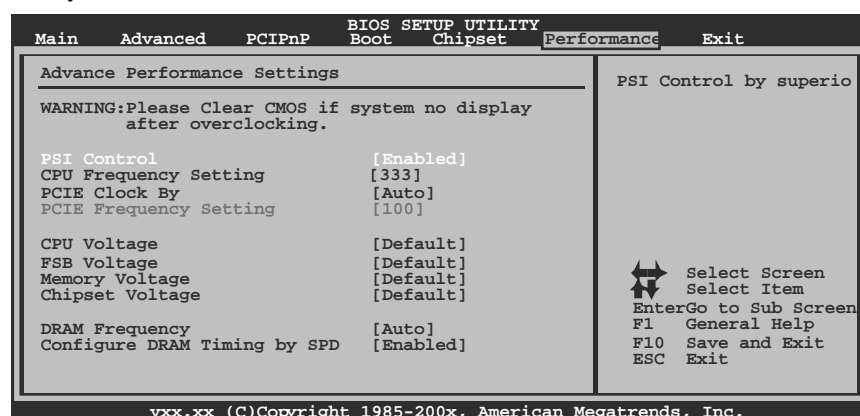 BIOS SETUP UTILITY
Main Advanced PCIPnP Boot Chipset Performance Exit
Advance Performance Settings
WARNING:Please Clear CMOS if system no display
after overclocking.
PSI Control [Enabled]
CPU Frequency Setting [333]
PCIE Clock By [Auto]
PCIE Frequency Setting [100]
CPU Voltage [Default]
FSB Voltage [Default]
Memory Voltage [Default]
Chipset Voltage [Default]
DRAM Frequency [Auto]
Configure DRAM Timing by SPD [Enabled]
PSI Control by superio
Select Screen
Select Item
EnterGo to Sub Screen
F1 General Help
F10 Save and Exit
ESC Exit
vxx.xx (C)Copyright 1985-200x, American Megatrends, Inc.